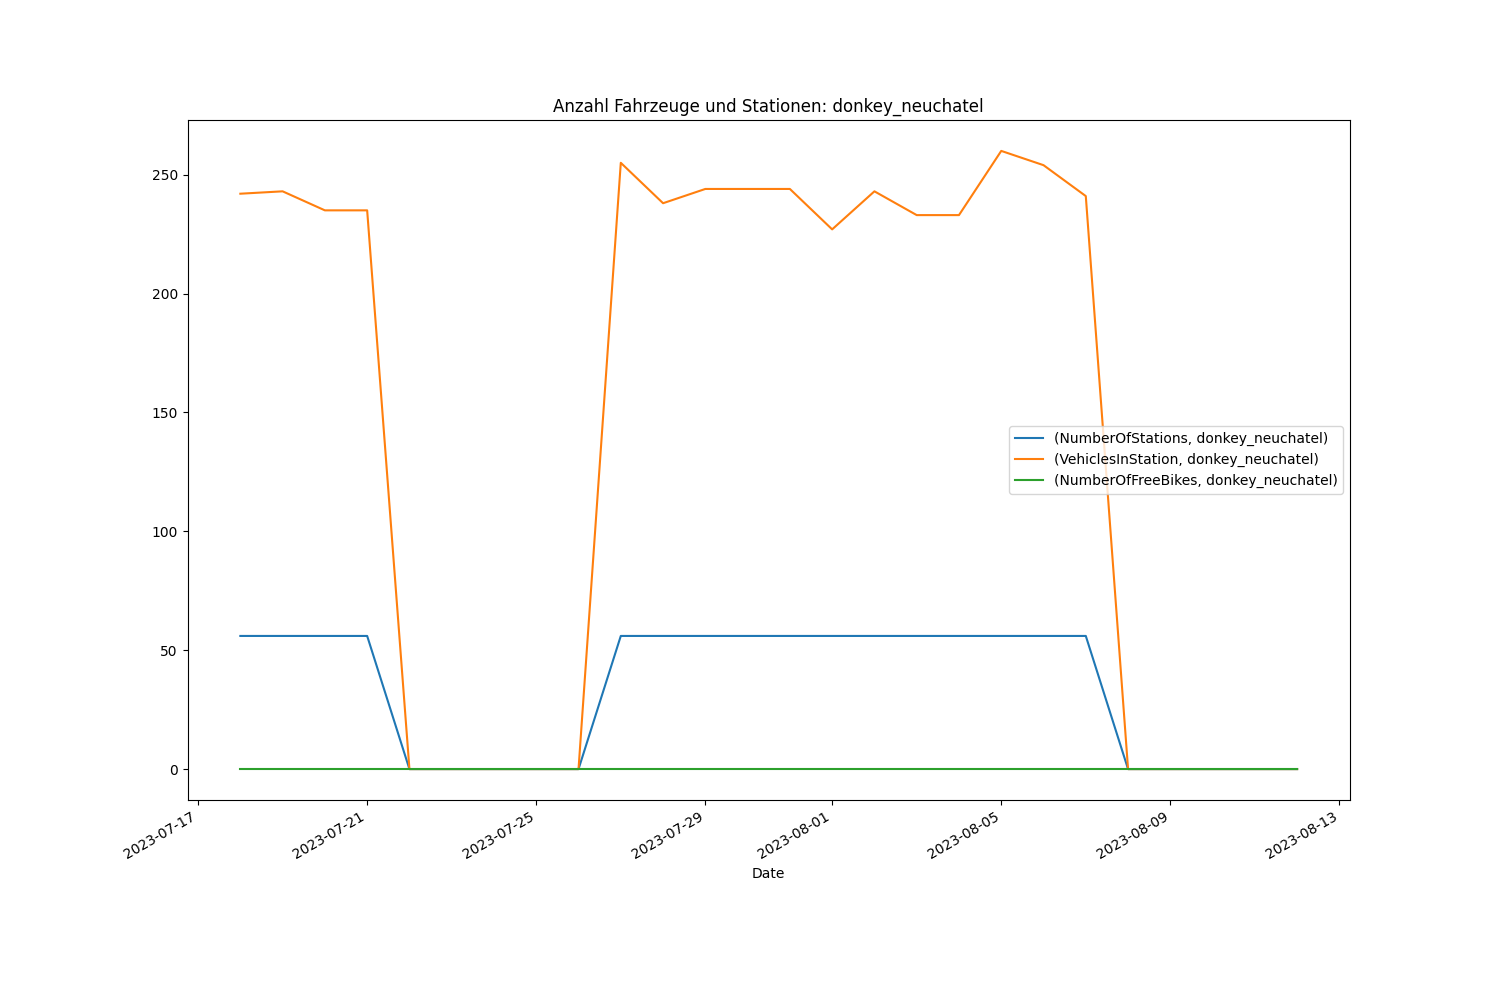 Anzahl Fahrzeuge und Stationen: donkey_neuchatel
250
200
150
100
50
0
(NumberOfStations, donkey_neuchatel)
(VehiclesInStation, donkey_neuchatel)
(NumberOfFreeBikes, donkey_neuchatel)
2023-07-17
2023-07-21
2023-07-25
2023-07-29
2023-08-01
2023-08-05
2023-08-09
2023-08-13
Date